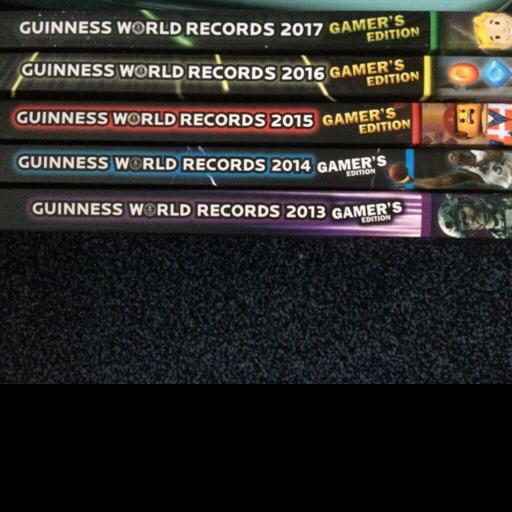 GUINNESS WORLD RECORDS 2017 GAMER'S EDITION
GUINNESS WORLD RECORDS 2016 GAMER'S EDITION
GUINNESS WORLD RECORDS 2015 GAMER'S EDITION
GUINNESS WORLD RECORDS 2014 GAMER'S EDITION
GUINNESS WORLD RECORDS 2013 GAMER'S EDITION